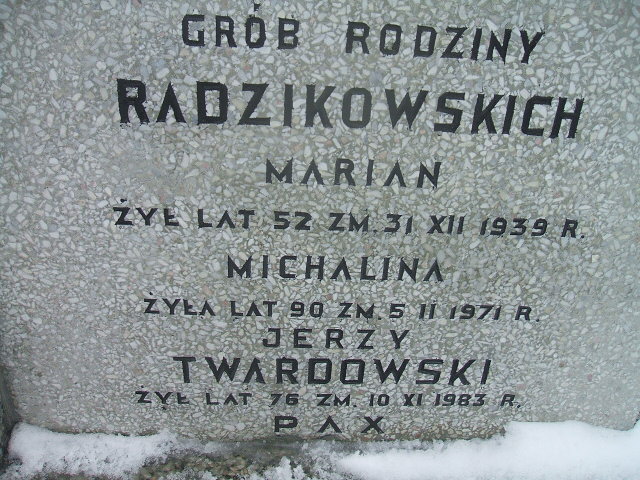 GRÓB RODZINY
RADZIKOWSKICH
MARIAN
ŻYŁ LAT 52 ZM. 31 XII 1939 R.
MICHALINA
ŻYŁA LAT 90 ZM. 5 II 1971 R.
JERZY
TWARDOWSKI
ŻYŁ LAT 76 ZM. 10 XI 1983 R.
PAX